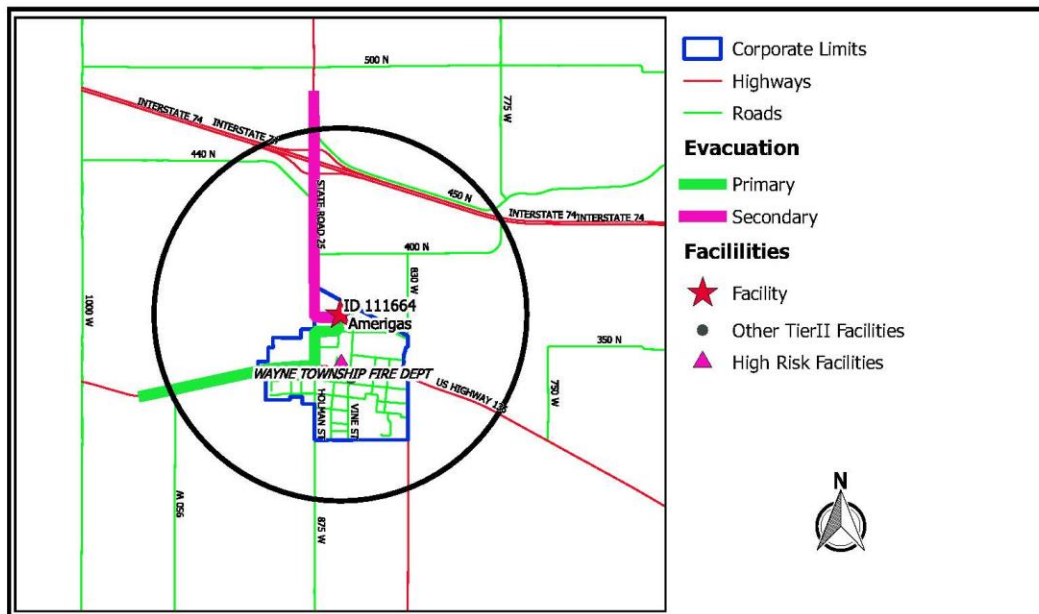 500 N
775 W
INTERSTATE 74
INTERSTATE 74
440 N
450 N
STATE ROAD 25
INTERSTATE 74
INTERSTATE 74
400 N
830 W
ID 111664
Amerigas
1000 W
350 N
WAYNE TOWNSHIP FIRE DEPT
US HIGHWAY 136
750 W
HOLMAN ST
VINE ST
950 W
875 W
Corporate Limits
Highways
Roads
Evacuation
Primary
Secondary
Facililities
Facility
Other TierII Facilities
High Risk Facilities
N